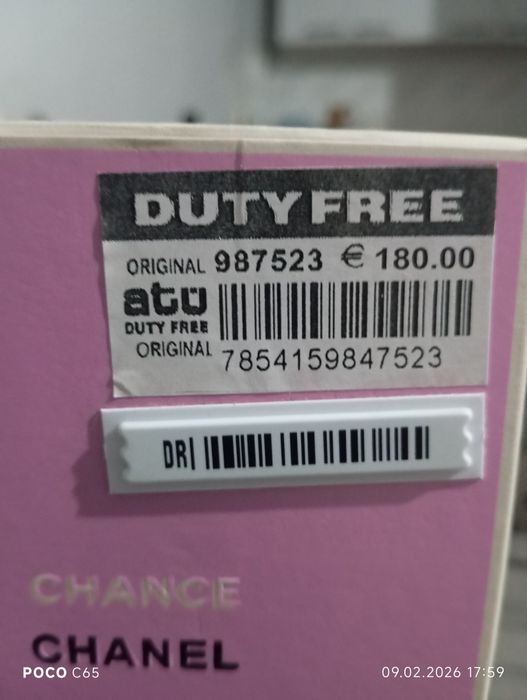 DUTY FREE
ORIGINAL 987523 € 180.00
atü
DUTY FREE
ORIGINAL
7854159847523
DR
CHANCE
CHANEL
POCO C65
09.02.2026 17:59